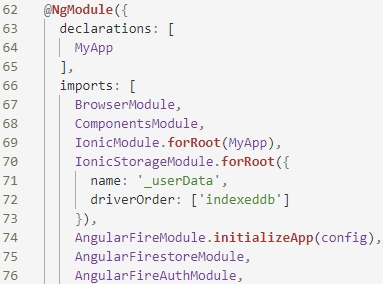 62 @NgModule({
63 declarations: [
64 MyApp
65 ],
66 imports: [
67 BrowserModule,
68 ComponentsModule,
69 IonicModule.forRoot(MyApp),
70 IonicStorageModule.forRoot({
71 name: '_userData',
72 driverOrder: ['indexeddb']
73 }),
74 AngularFireModule.initializeApp(config),
75 AngularFirestoreModule,
76 AngularFireAuthModule,